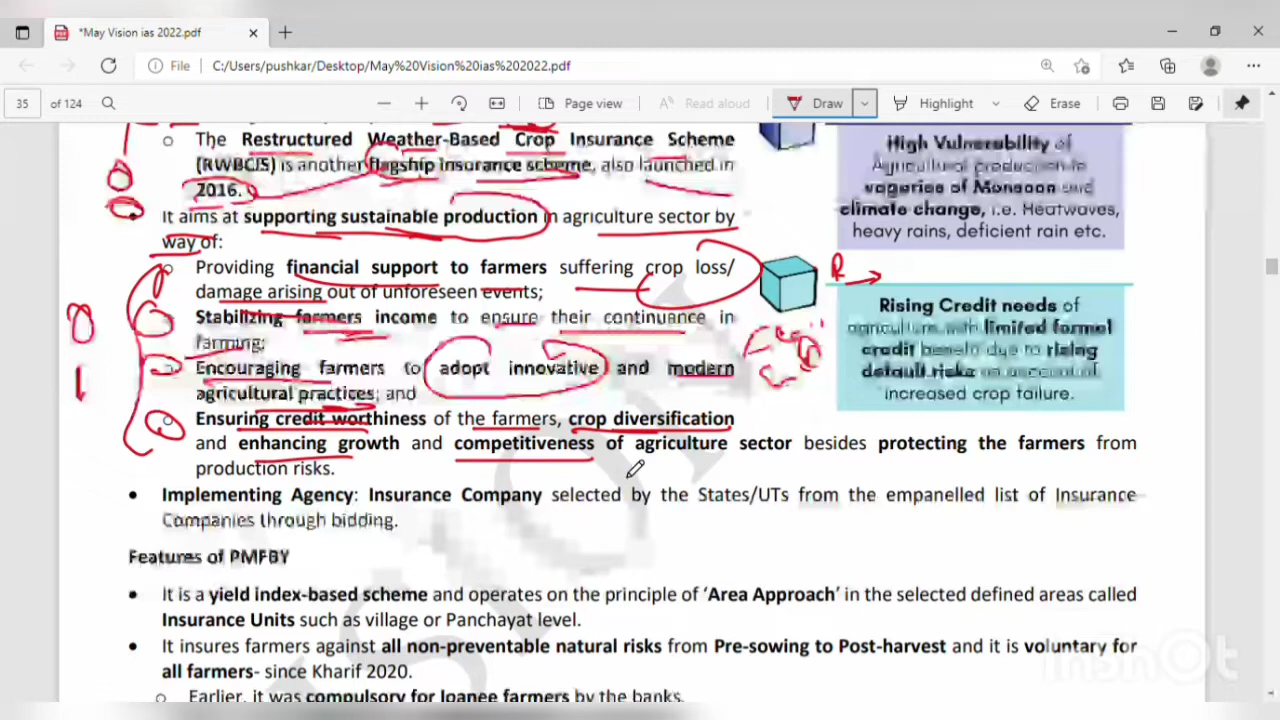 *May Vision ias 2022.pdf
File C:/Users/pushkar/Desktop/May%20Vision%20ias%202022.pdf
35 of 124 Page view Read aloud Draw Highlight Erase
The Restructured Weather-Based Crop Insurance Scheme
(RWBCIS) is another flagship insurance scheme, also launched in
2016.
It aims at supporting sustainable production in agriculture sector by
way of:
Providing financial support to farmers suffering crop loss/
damage arising out of unforeseen events;
Stabilizing farmers income to ensure their continuance in
farming;
Encouraging farmers to adopt innovative and modern
agricultural practices; and
Ensuring credit worthiness of the farmers, crop diversification
and enhancing growth and competitiveness of agriculture sector besides protecting the farmers from
production risks.
High Vulnerability of
Agricultural production to
vagaries of Monsoon and
climate change, i.e. Heatwaves,
heavy rains, deficient rain etc.
R
Rising Credit needs of
agriculture with limited formal
credit benefit due to rising
default risks on account of
increased crop failure.
• Implementing Agency: Insurance Company selected by the States/UTs from the empanelled list of Insurance
Companies through bidding.
Features of PMFBY
• It is a yield index-based scheme and operates on the principle of ‘Area Approach’ in the selected defined areas called
Insurance Units such as village or Panchayat level.
• It insures farmers against all non-preventable natural risks from Pre-sowing to Post-harvest and it is voluntary for
all farmers- since Kharif 2020.
Earlier, it was compulsory for loanee farmers by the banks.